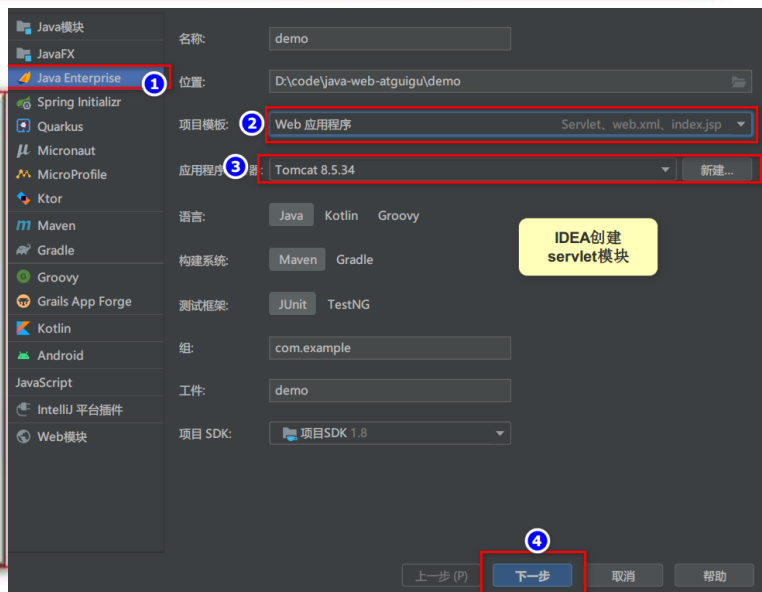 Java模块
JavaFX
Java Enterprise
1
Spring Initializr
Quarkus
Micronaut
MicroProfile
Ktor
Maven
Gradle
Groovy
Grails App Forge
Kotlin
Android
JavaScript
IntelliJ 平台插件
Web模块
名称: demo
位置: D:\code\java-web-atguigu\demo
项目模板: 2 Web 应用程序 Servlet、web.xml、index.jsp
应用程序 3 器: Tomcat 8.5.34 新建...
语言: Java Kotlin Groovy
IDEA创建
servlet模块
构建系统: Maven Gradle
测试框架: JUnit TestNG
组: com.example
工件: demo
项目 SDK: 项目SDK 1.8
4
上一步 (P) 下一步 取消 帮助